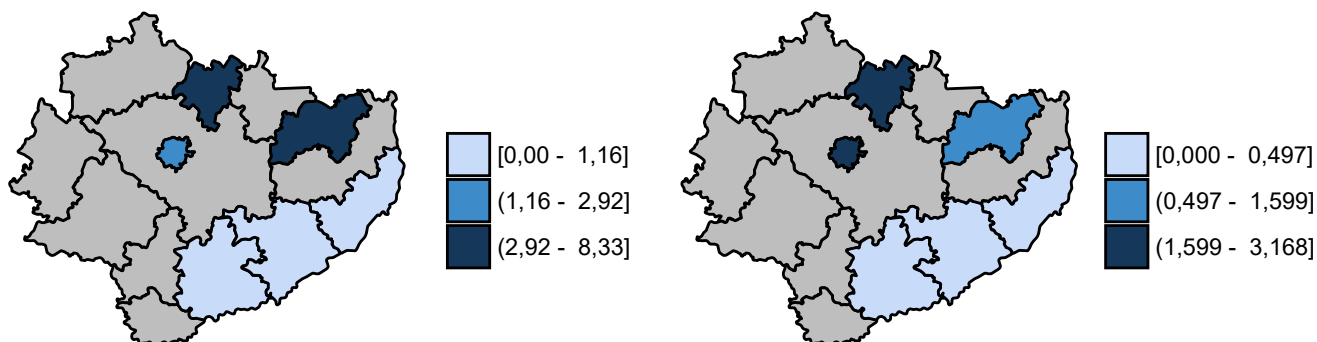 [0,00 - 1,16]
(1,16 - 2,92]
(2,92 - 8,33]
[0,000 - 0,497]
(0,497 - 1,599]
(1,599 - 3,168]